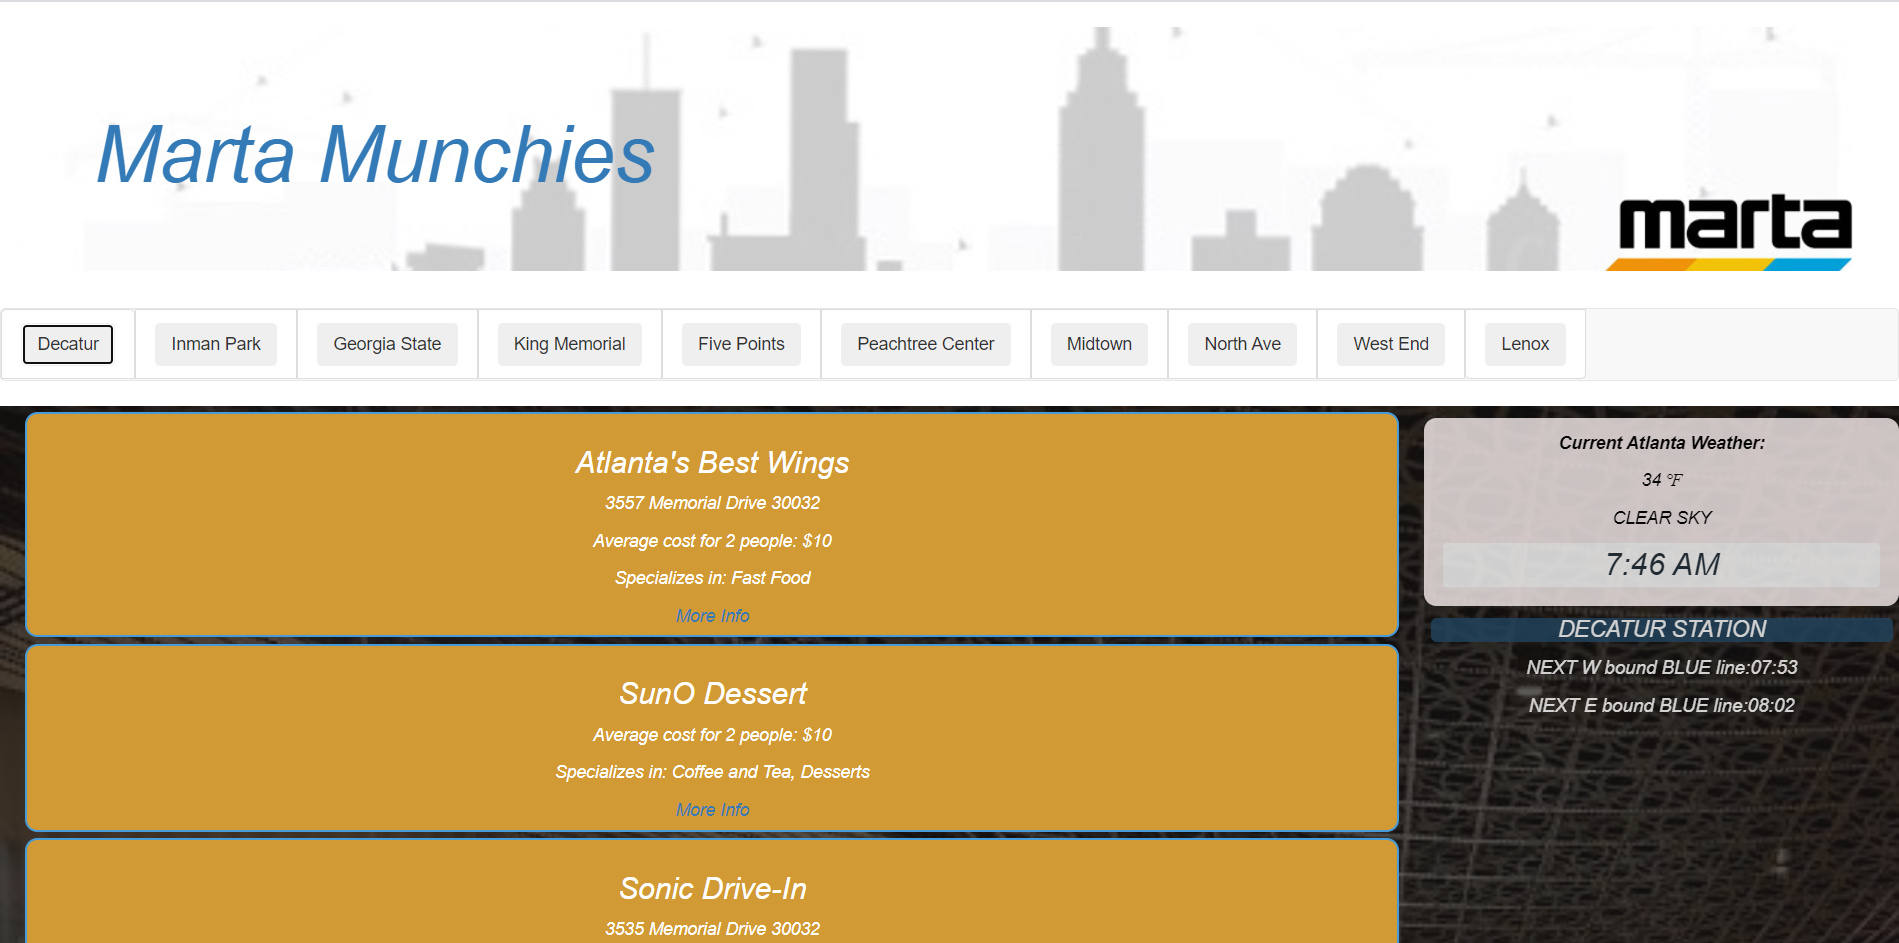 Marta Munchies
marta
Decatur
Inman Park
Georgia State
King Memorial
Five Points
Peachtree Center
Midtown
North Ave
West End
Lenox
Atlanta's Best Wings
3557 Memorial Drive 30032
Average cost for 2 people: $10
Specializes in: Fast Food
More Info
SunO Dessert
Average cost for 2 people: $10
Specializes in: Coffee and Tea, Desserts
More Info
Sonic Drive-In
3535 Memorial Drive 30032
Current Atlanta Weather:
34 °F
CLEAR SKY
7:46 AM
DECATUR STATION
NEXT W bound BLUE line:07:53
NEXT E bound BLUE line:08:02